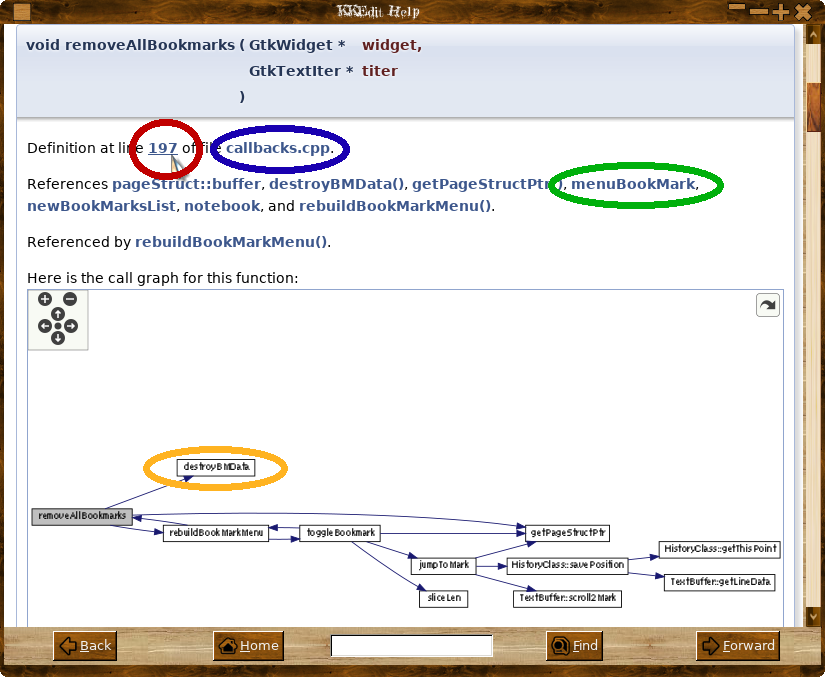 KKEdit Help
void removeAllBookmarks ( GtkWidget * widget,
GtkTextIter * titer
)
Definition at line 197 of file callbacks.cpp.
References pageStruct::buffer, destroyBMData(), getPageStructPtr(), menuBookMark,
newBookMarksList, notebook, and rebuildBookMarkMenu().
Referenced by rebuildBookMarkMenu().
Here is the call graph for this function:
destroyBMData
removeAllBookmarks
rebuildBookMarkMenu
toggleBookmark
getPageStructPtr
HistoryClass::getThisPoint
jumpToMark
HistoryClass::savePosition
TextBuffer::getLineData
sliceLen
TextBuffer::scroll2Mark
Back
Home
Find
Forward